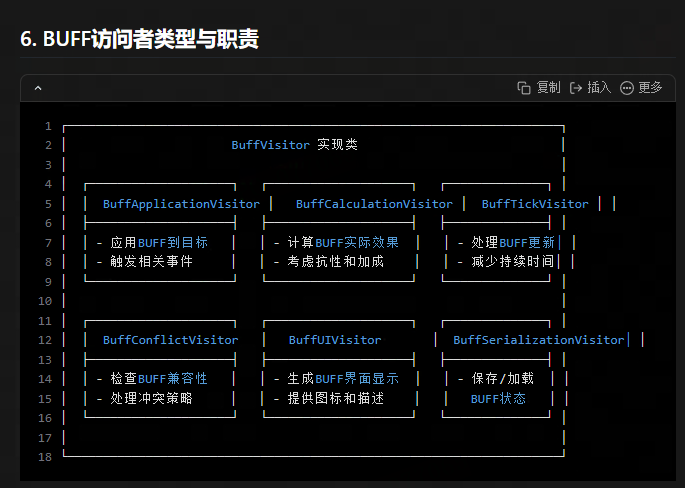 6. BUFF访问者类型与职责
复制 插入 更多
1
2 BuffVisitor 实现类
3
4
5 BuffApplicationVisitor BuffCalculationVisitor BuffTickVisitor
6
7 - 应用BUFF到目标 - 计算BUFF实际效果 - 处理BUFF更新
8 - 触发相关事件 - 考虑抗性和加成 - 减少持续时间
9
10
11
12 BuffConflictVisitor BuffUIVisitor BuffSerializationVisitor
13
14 - 检查BUFF兼容性 - 生成BUFF界面显示 - 保存/加载
15 - 处理冲突策略 - 提供图标和描述 BUFF状态
16
17
18